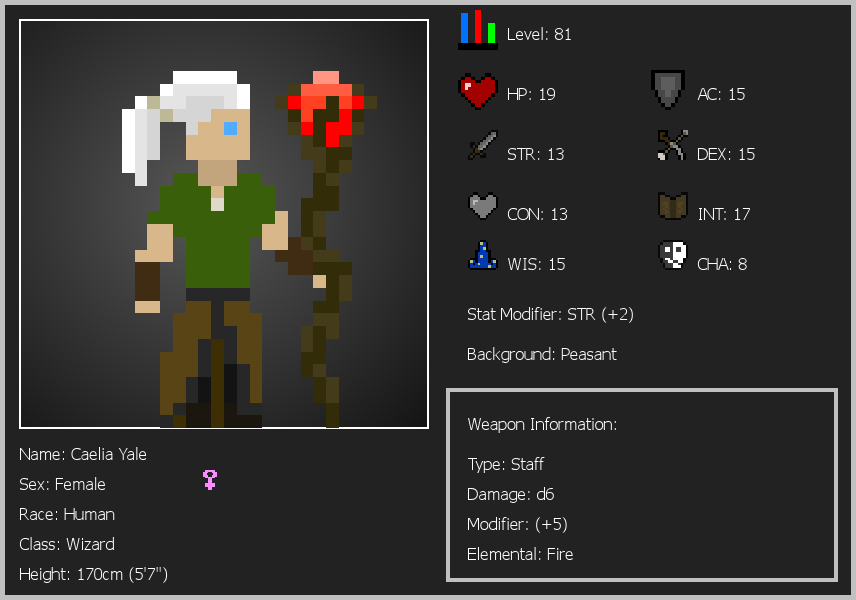 Level: 81
HP: 19
AC: 15
STR: 13
DEX: 15
CON: 13
INT: 17
WIS: 15
CHA: 8
Stat Modifier: STR (+2)
Background: Peasant
Weapon Information:
Type: Staff
Damage: d6
Modifier: (+5)
Elemental: Fire
Name: Caelia Yale
Sex: Female
Race: Human
Class: Wizard
Height: 170cm (5'7")